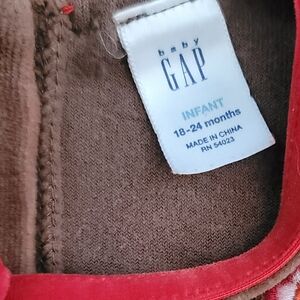 baby
GAP
INFANT
18-24 months
MADE IN CHINA
RN 54023